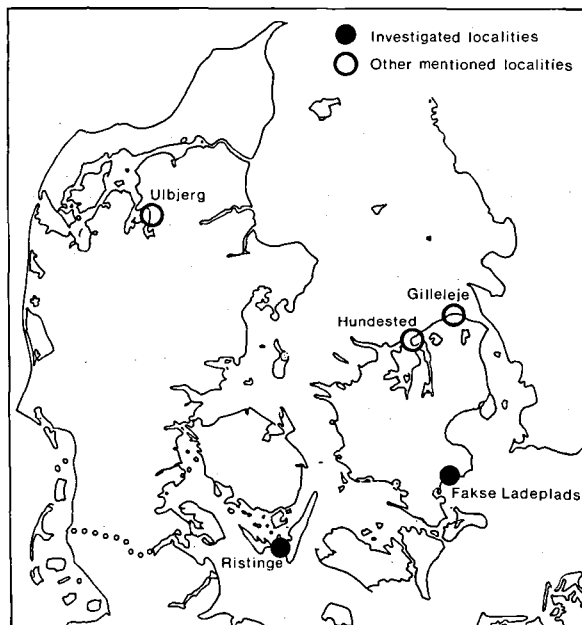 Investigated localities
Other mentioned localities
Ulbjerg
Gilleleje
Hundested
Fakse Ladeplads
Ristinge